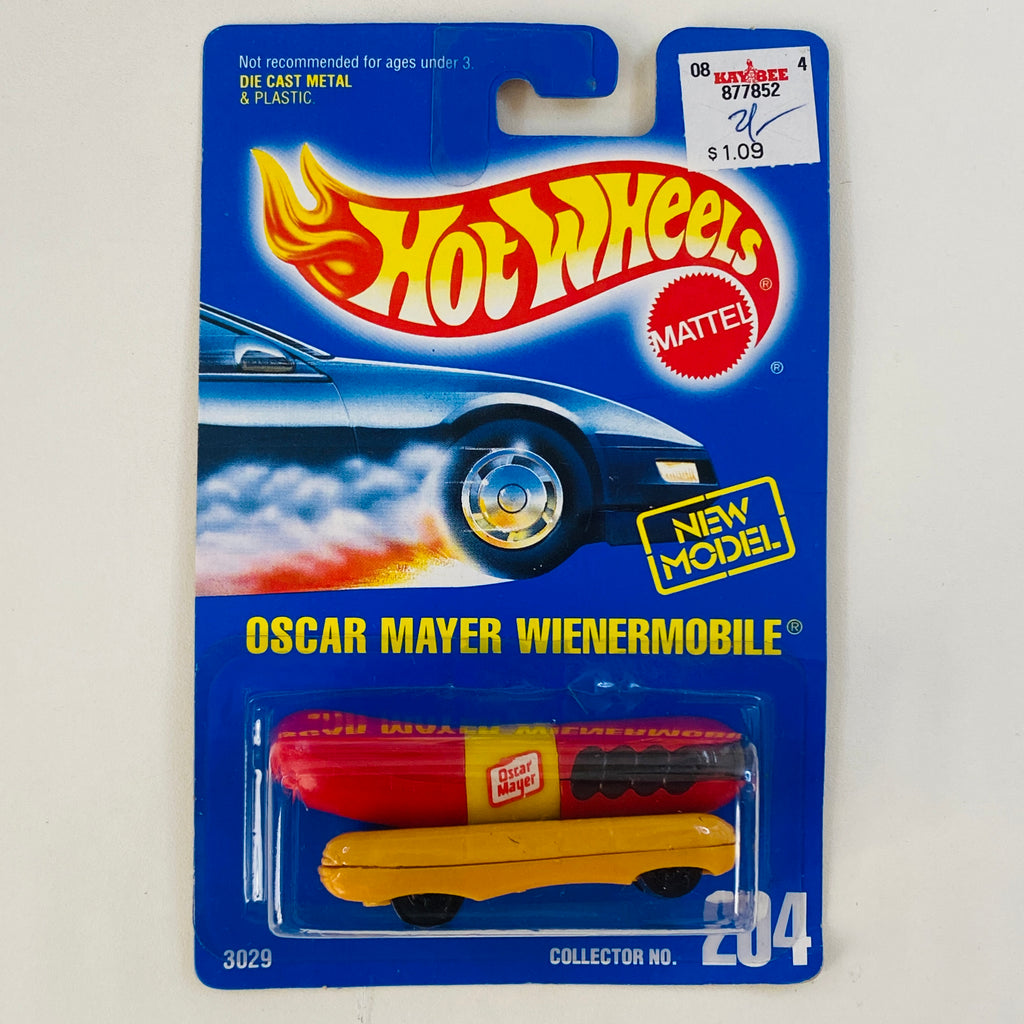 Not recommended for ages under 3.
DIE CAST METAL
& PLASTIC
08 KAY BEE 4
877852
$1.09
HOT WHEELS®
MATTEL
®
NEW
MODEL
OSCAR MAYER WIENERMOBILE®
Oscar
Mayer
3029
COLLECTOR NO. 204